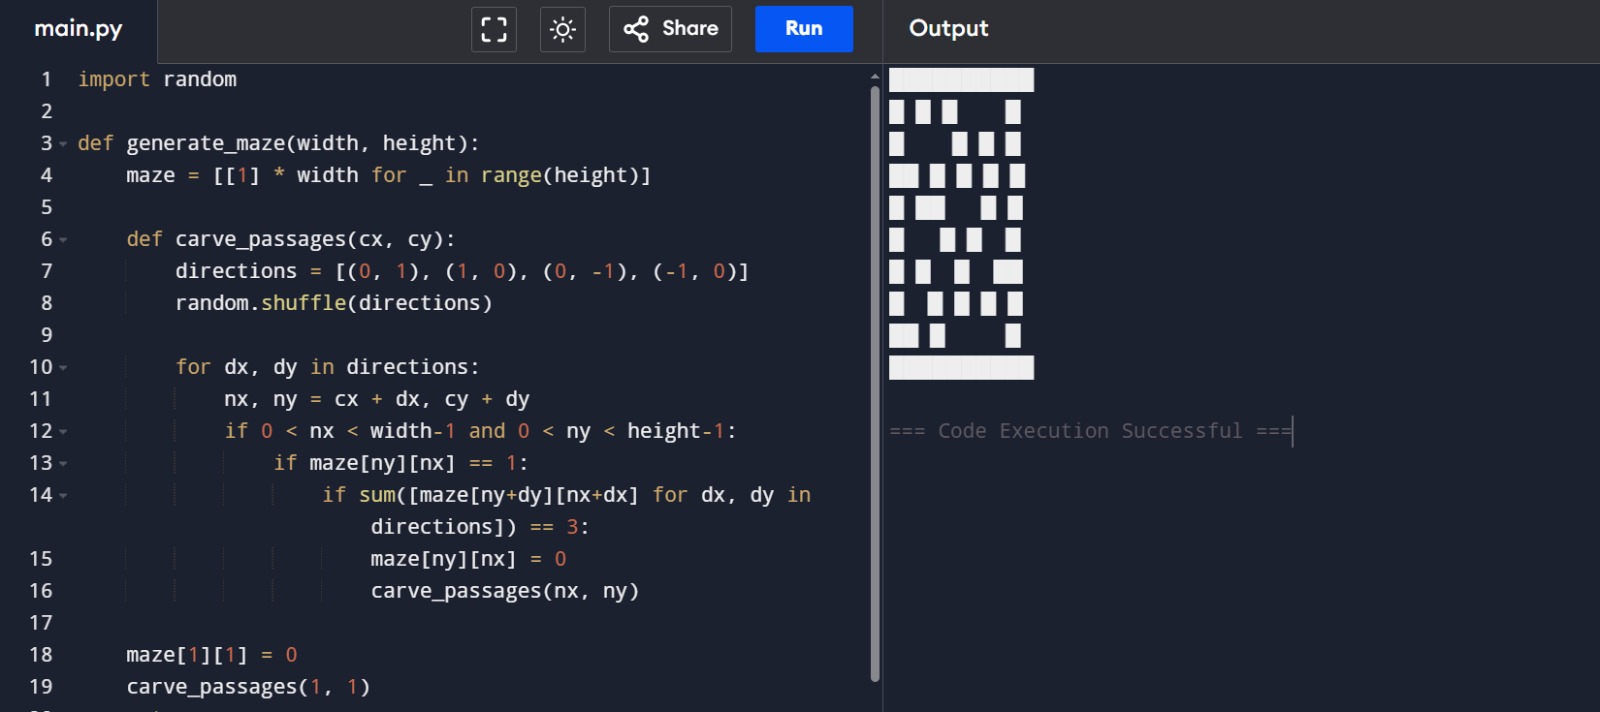 main.py
Share
Run
Output
1 import random
2
3 def generate_maze(width, height):
4     maze = [[1] * width for _ in range(height)]
5
6     def carve_passages(cx, cy):
7         directions = [(0, 1), (1, 0), (0, -1), (-1, 0)]
8         random.shuffle(directions)
9
10         for dx, dy in directions:
11             nx, ny = cx + dx, cy + dy
12             if 0 < nx < width-1 and 0 < ny < height-1:
13                 if maze[ny][nx] == 1:
14                     if sum([maze[ny+dy][nx+dx] for dx, dy in
directions]) == 3:
15                         maze[ny][nx] = 0
16                         carve_passages(nx, ny)
17
18     maze[1][1] = 0
19     carve_passages(1, 1)
=== Code Execution Successful ===